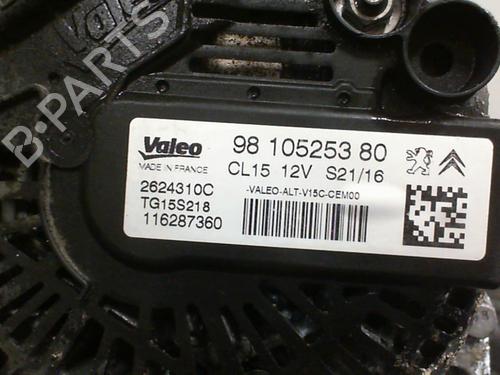 Valeo
B-PARTS
Valeo
MADE IN FRANCE
98 105253 80
CL15 12V S21/16
2624310C
TG15S218
116287360
-VALEO-ALT-V15C-CEM00